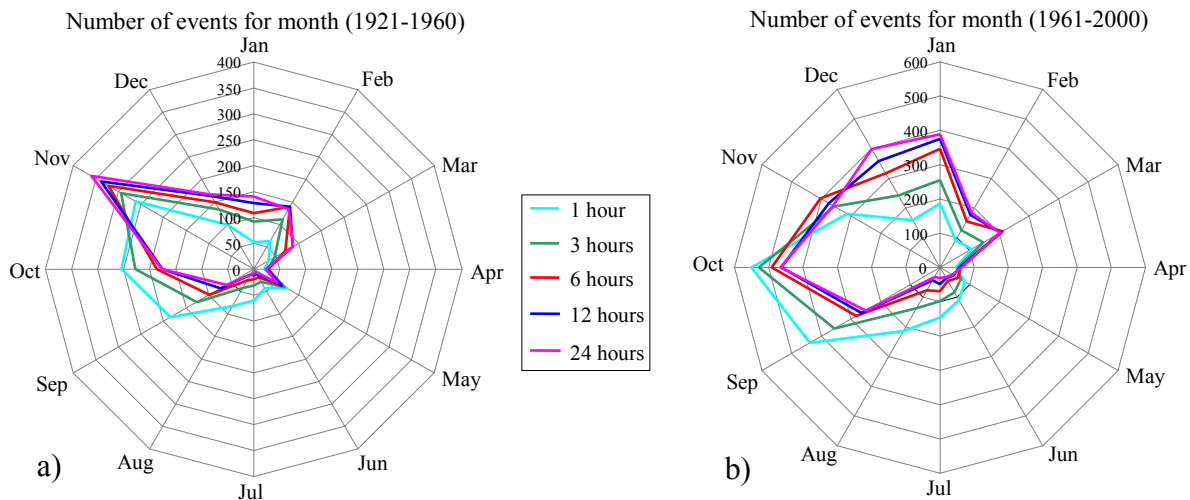 Number of events for month (1921-1960)
Jan
Feb
Mar
Apr
May
Jun
Jul
Aug
Sep
Oct
Nov
Dec
400
350
300
250
200
150
100
50
0
a)
1 hour
3 hours
6 hours
12 hours
24 hours
Number of events for month (1961-2000)
Jan
Feb
Mar
Apr
May
Jun
Jul
Aug
Sep
Oct
Nov
Dec
600
500
400
300
200
100
0
b)